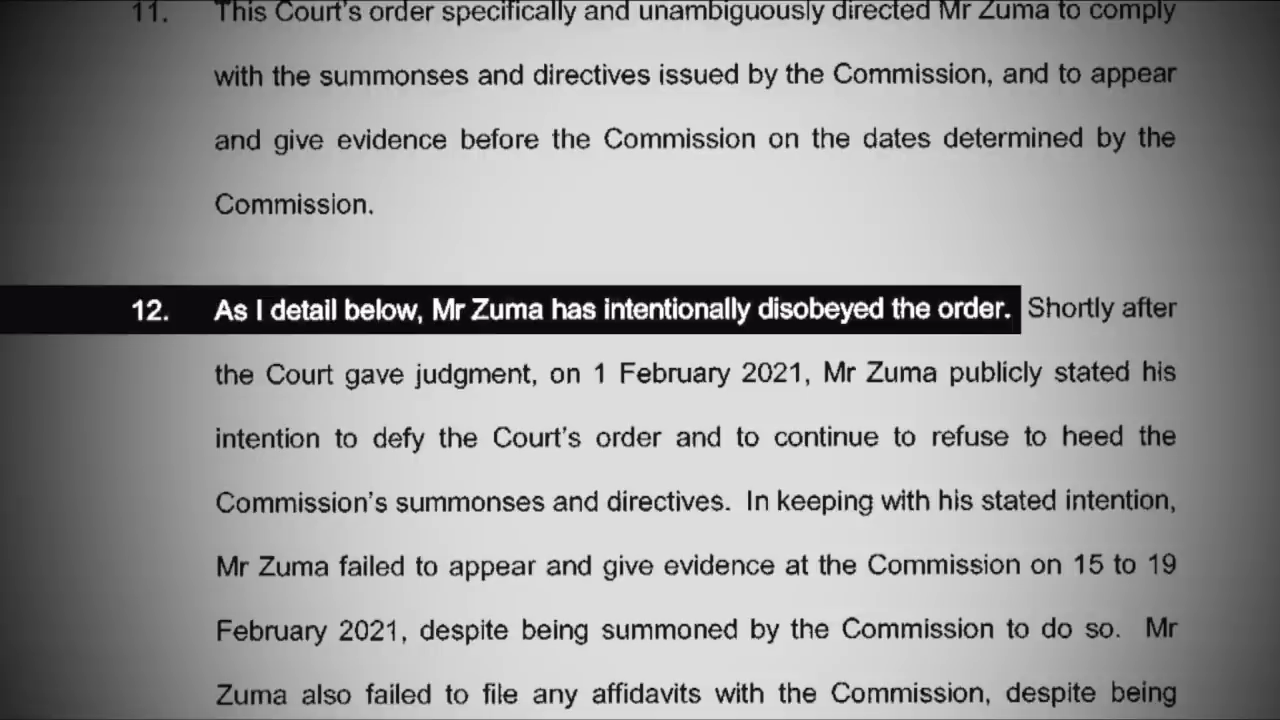 11. This Court's order specifically and unambiguously directed Mr Zuma to comply
with the summonses and directives issued by the Commission, and to appear
and give evidence before the Commission on the dates determined by the
Commission.
12. As I detail below, Mr Zuma has intentionally disobeyed the order. Shortly after
the Court gave judgment, on 1 February 2021, Mr Zuma publicly stated his
intention to defy the Court's order and to continue to refuse to heed the
Commission's summonses and directives. In keeping with his stated intention,
Mr Zuma failed to appear and give evidence at the Commission on 15 to 19
February 2021, despite being summoned by the Commission to do so. Mr
Zuma also failed to file any affidavits with the Commission, despite being